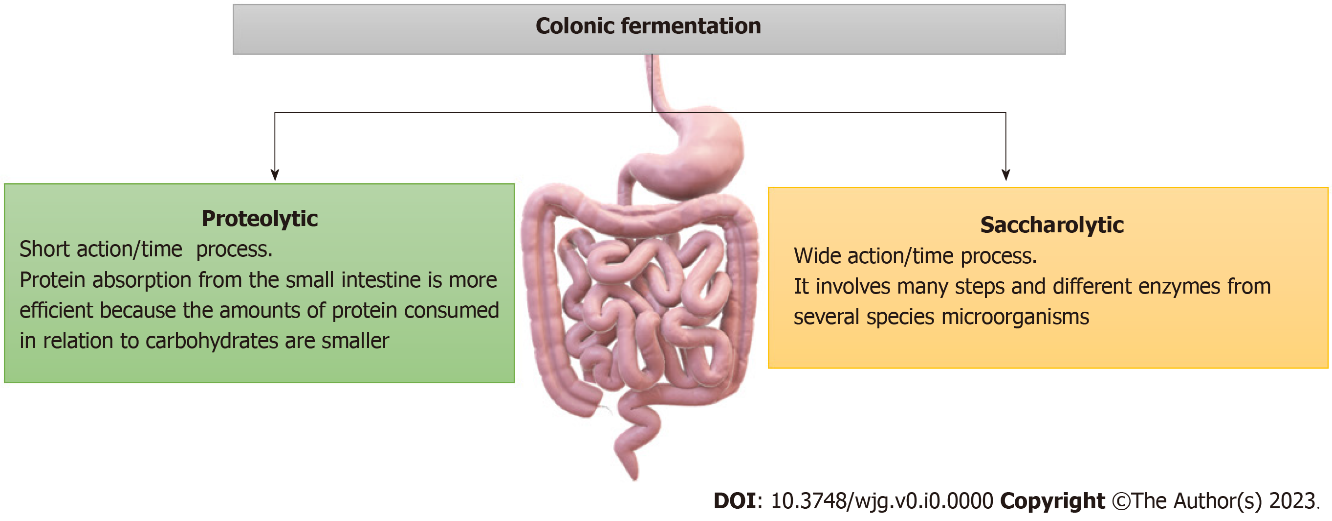 Colonic fermentation
Proteolytic
Short action/time process.
Protein absorption from the small intestine is more
efficient because the amounts of protein consumed
in relation to carbohydrates are smaller
Saccharolytic
Wide action/time process.
It involves many steps and different enzymes from
several species microorganisms
DOI: 10.3748/wjg.v0.i0.0000 Copyright ©The Author(s) 2023.